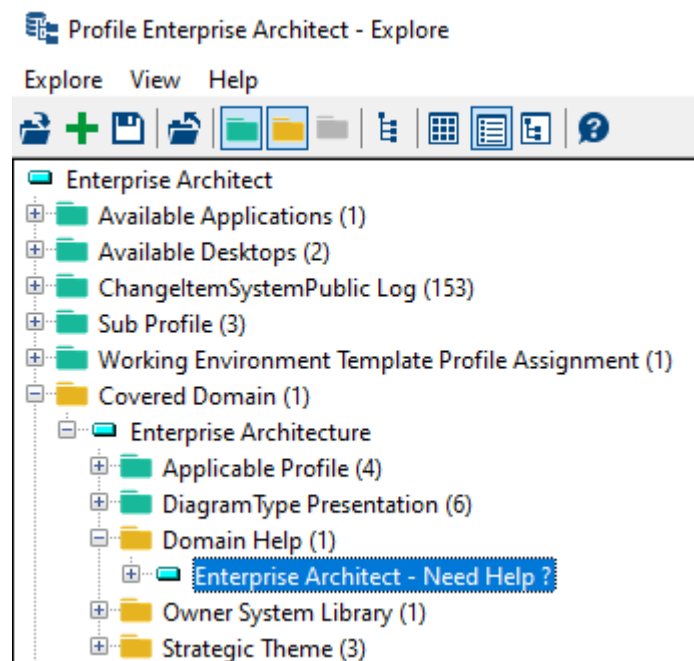 Profile Enterprise Architect - Explore
Explore View Help
Enterprise Architect
Available Applications (1)
Available Desktops (2)
ChangeItemSystemPublic Log (153)
Sub Profile (3)
Working Environment Template Profile Assignment (1)
Covered Domain (1)
Enterprise Architecture
Applicable Profile (4)
DiagramType Presentation (6)
Domain Help (1)
Enterprise Architect - Need Help ?
Owner System Library (1)
Strategic Theme (3)